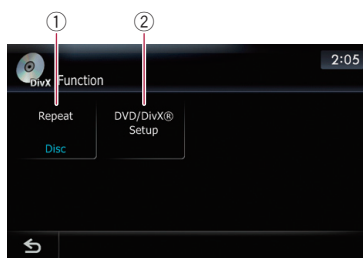 ① ②
2:05
DivX Function
Repeat DVD/DivX®
Setup
Disc